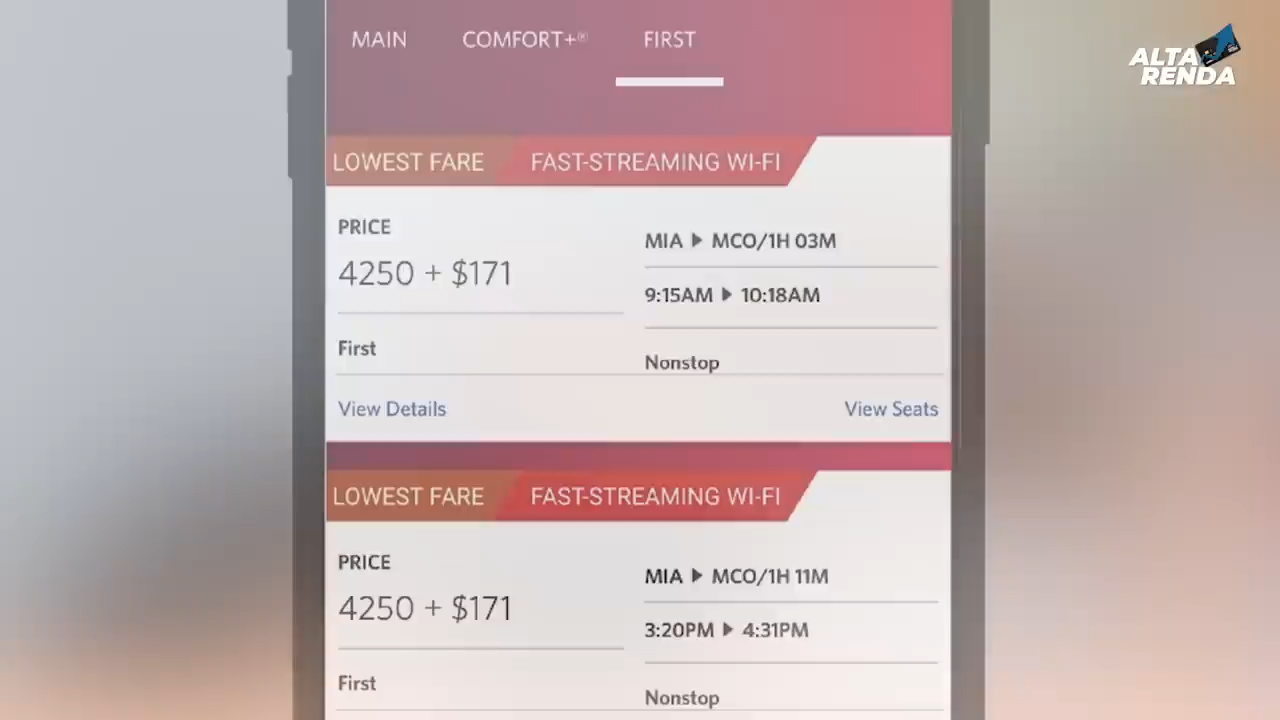 MAIN COMFORT+® FIRST
ALTA
RENDA
LOWEST FARE FAST-STREAMING WI-FI
PRICE
4250 + $171
First
MIA ▶ MCO/1H 03M
9:15AM ▶ 10:18AM
Nonstop
View Details View Seats
LOWEST FARE FAST-STREAMING WI-FI
PRICE
4250 + $171
First
MIA ▶ MCO/1H 11M
3:20PM ▶ 4:31PM
Nonstop